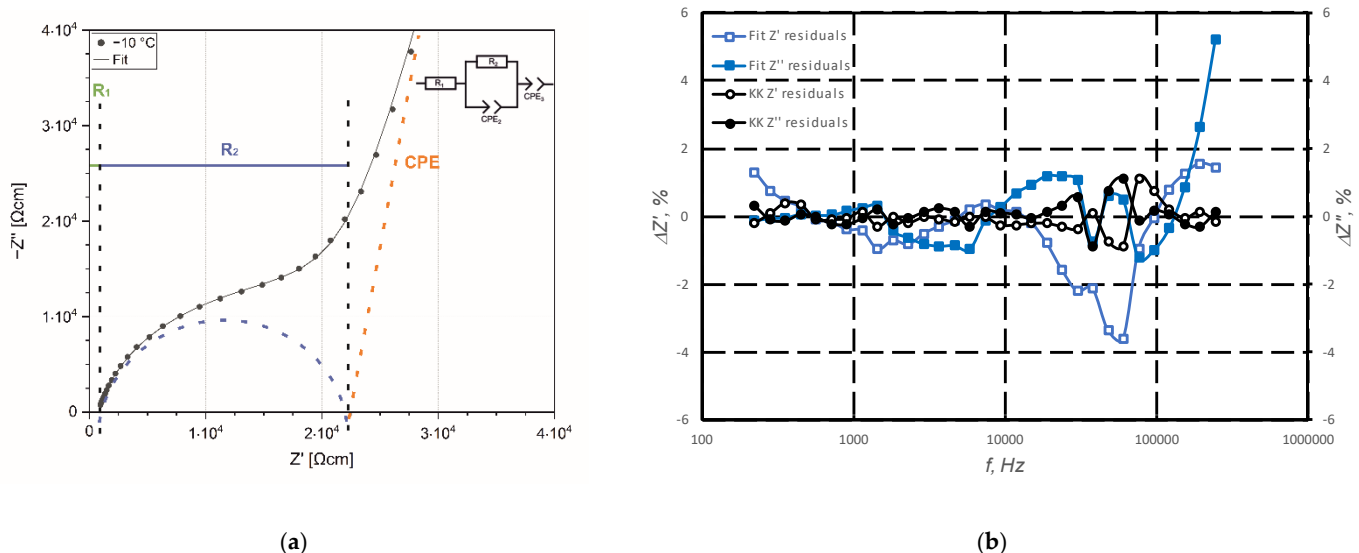 4·10⁴
−10 °C
Fit
R₁
R₁
R₂
CPE₂
CPE₃
3·10⁴
R₂
CPE
2·10⁴
1·10⁴
0
−Z'' [Ωcm]
0
1·10⁴
2·10⁴
3·10⁴
4·10⁴
Z' [Ωcm]
(a)
6
4
2
0
-2
-4
-6
ΔZ', %
Fit Z' residuals
Fit Z'' residuals
KK Z' residuals
KK Z'' residuals
6
4
2
0
-2
-4
-6
ΔZ'', %
100
1000
10000
100000
1000000
f, Hz
(b)